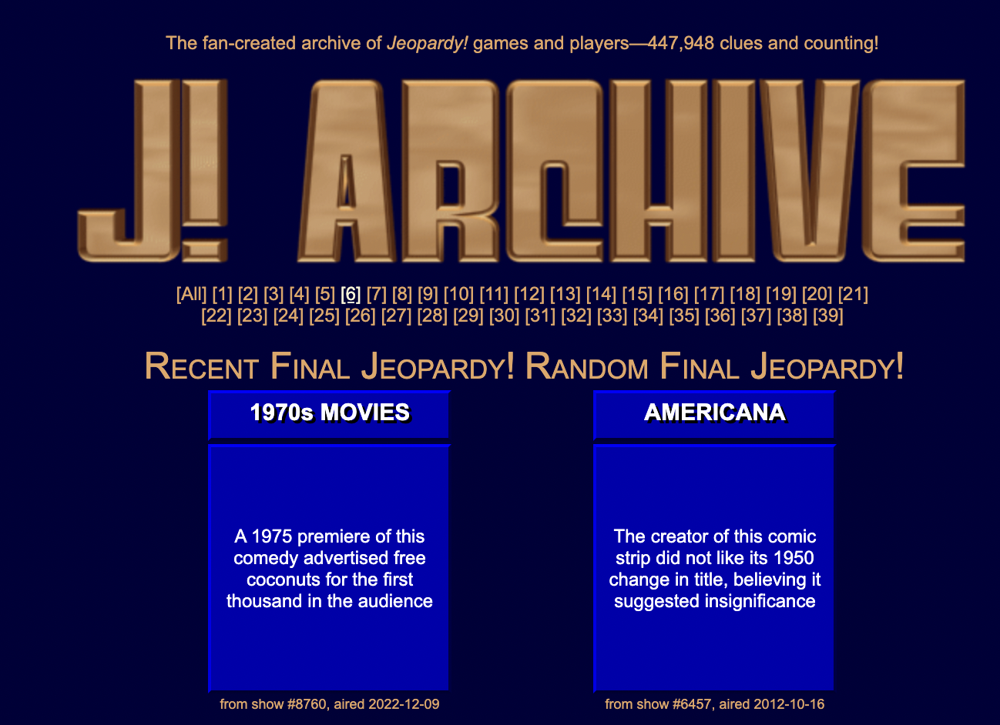 The fan-created archive of Jeopardy! games and players—447,948 clues and counting!
J! ARCHIVE
[All] [1] [2] [3] [4] [5] [6] [7] [8] [9] [10] [11] [12] [13] [14] [15] [16] [17] [18] [19] [20] [21]
[22] [23] [24] [25] [26] [27] [28] [29] [30] [31] [32] [33] [34] [35] [36] [37] [38] [39]
Recent Final Jeopardy! Random Final Jeopardy!
1970s MOVIES
A 1975 premiere of this
comedy advertised free
coconuts for the first
thousand in the audience
from show #8760, aired 2022-12-09
AMERICANA
The creator of this comic
strip did not like its 1950
change in title, believing it
suggested insignificance
from show #6457, aired 2012-10-16